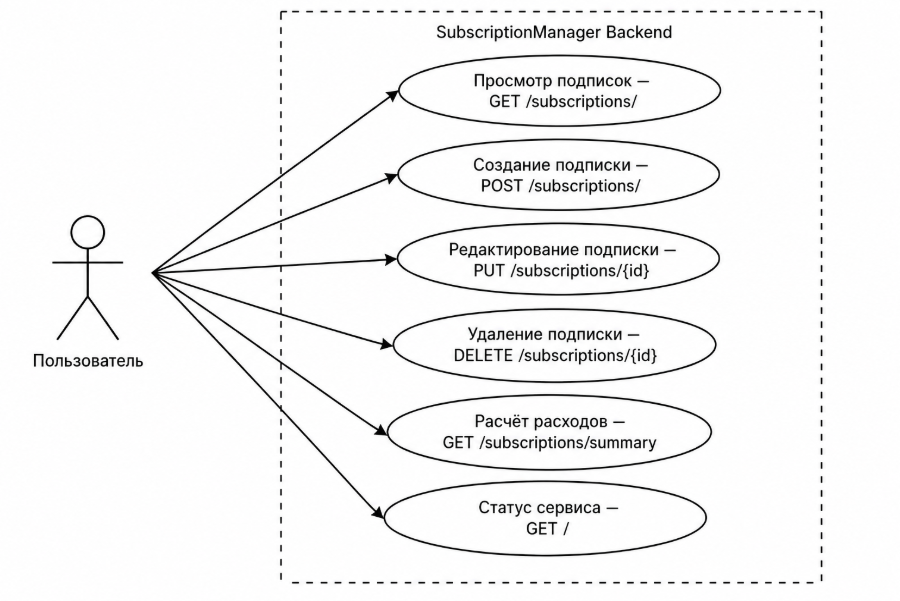 SubscriptionManager Backend
Просмотр подписок —
GET /subscriptions/
Создание подписки —
POST /subscriptions/
Редактирование подписки —
PUT /subscriptions/{id}
Удаление подписки —
DELETE /subscriptions/{id}
Пользователь
Расчёт расходов —
GET /subscriptions/summary
Статус сервиса —
GET /